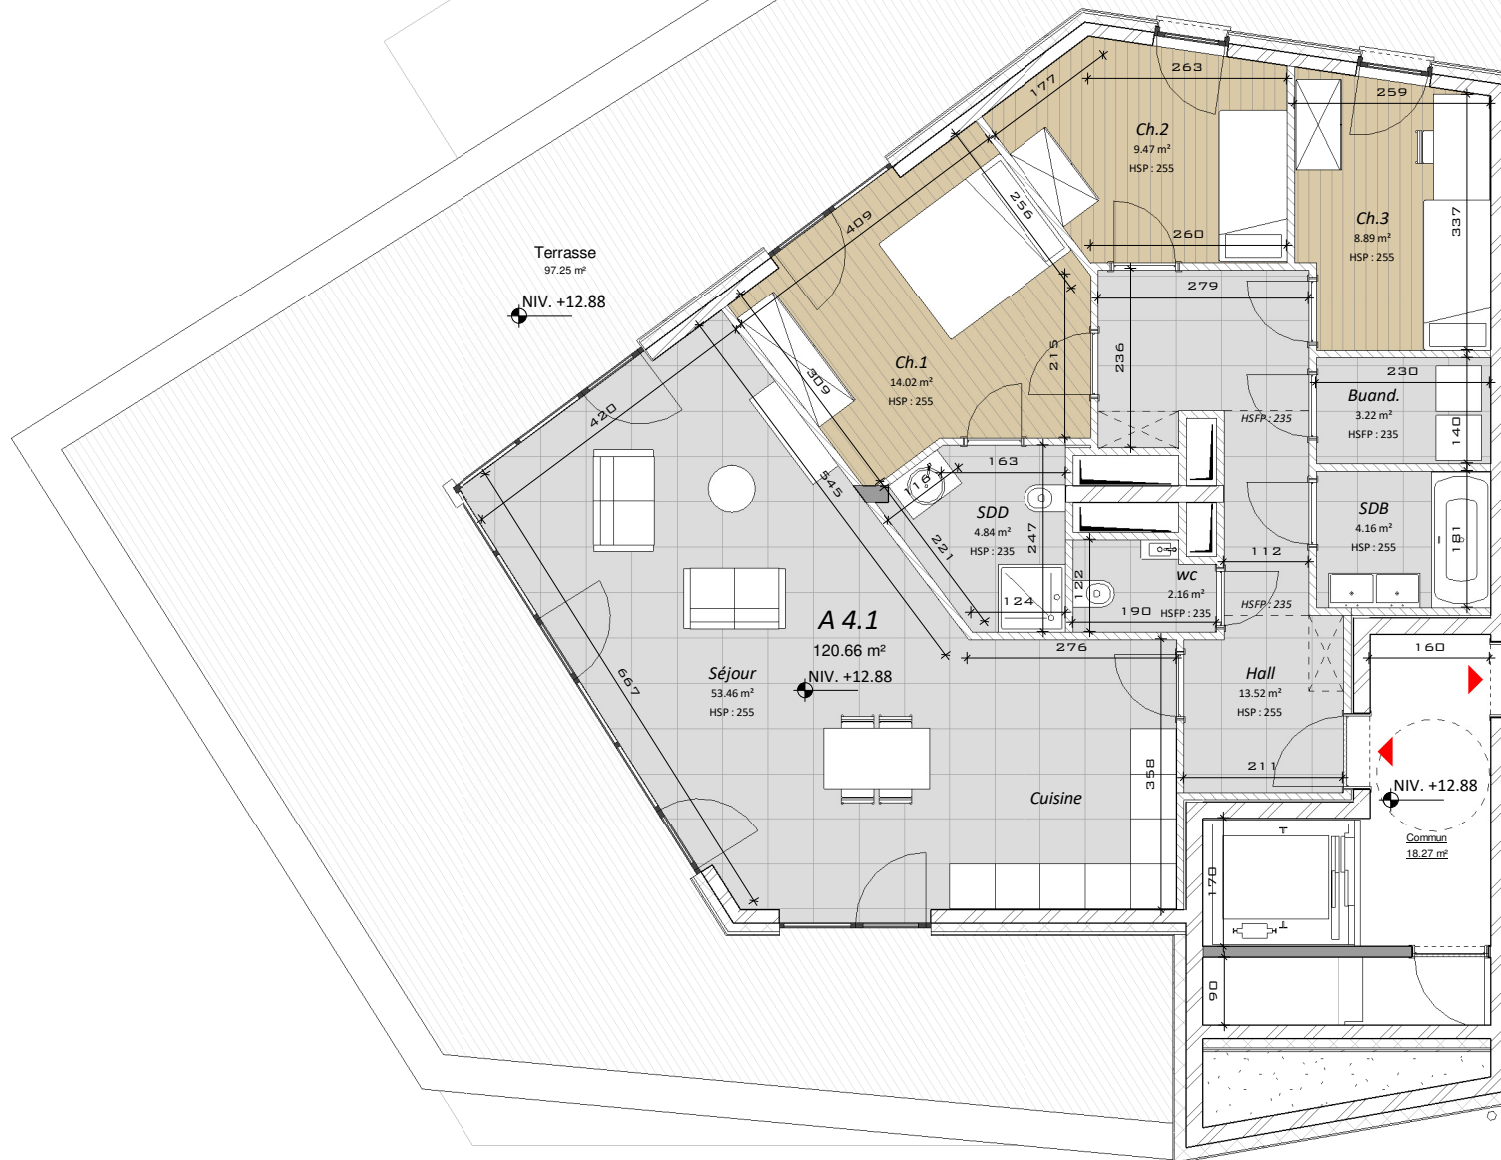 Terrasse
97.25 m²
NIV. +12.88
177
263
259
Ch.2
9.47 m²
HSP : 255
256
409
260
Ch.3
8.89 m²
HSP : 255
337
279
236
215
Ch.1
14.02 m²
HSP : 255
309
420
545
667
230
Buand.
3.22 m²
HSFP : 235
140
HSFP : 235
163
116
SDD
4.84 m²
HSP : 235
247
221
124
SDB
4.16 m²
HSP : 255
181
112
122
wc
2.16 m²
HSFP : 235
190
HSFP : 235
A 4.1
120.66 m²
NIV. +12.88
276
Séjour
53.46 m²
HSP : 255
Hall
13.52 m²
HSP : 255
160
211
358
Cuisine
NIV. +12.88
Commun
18.27 m²
170
90